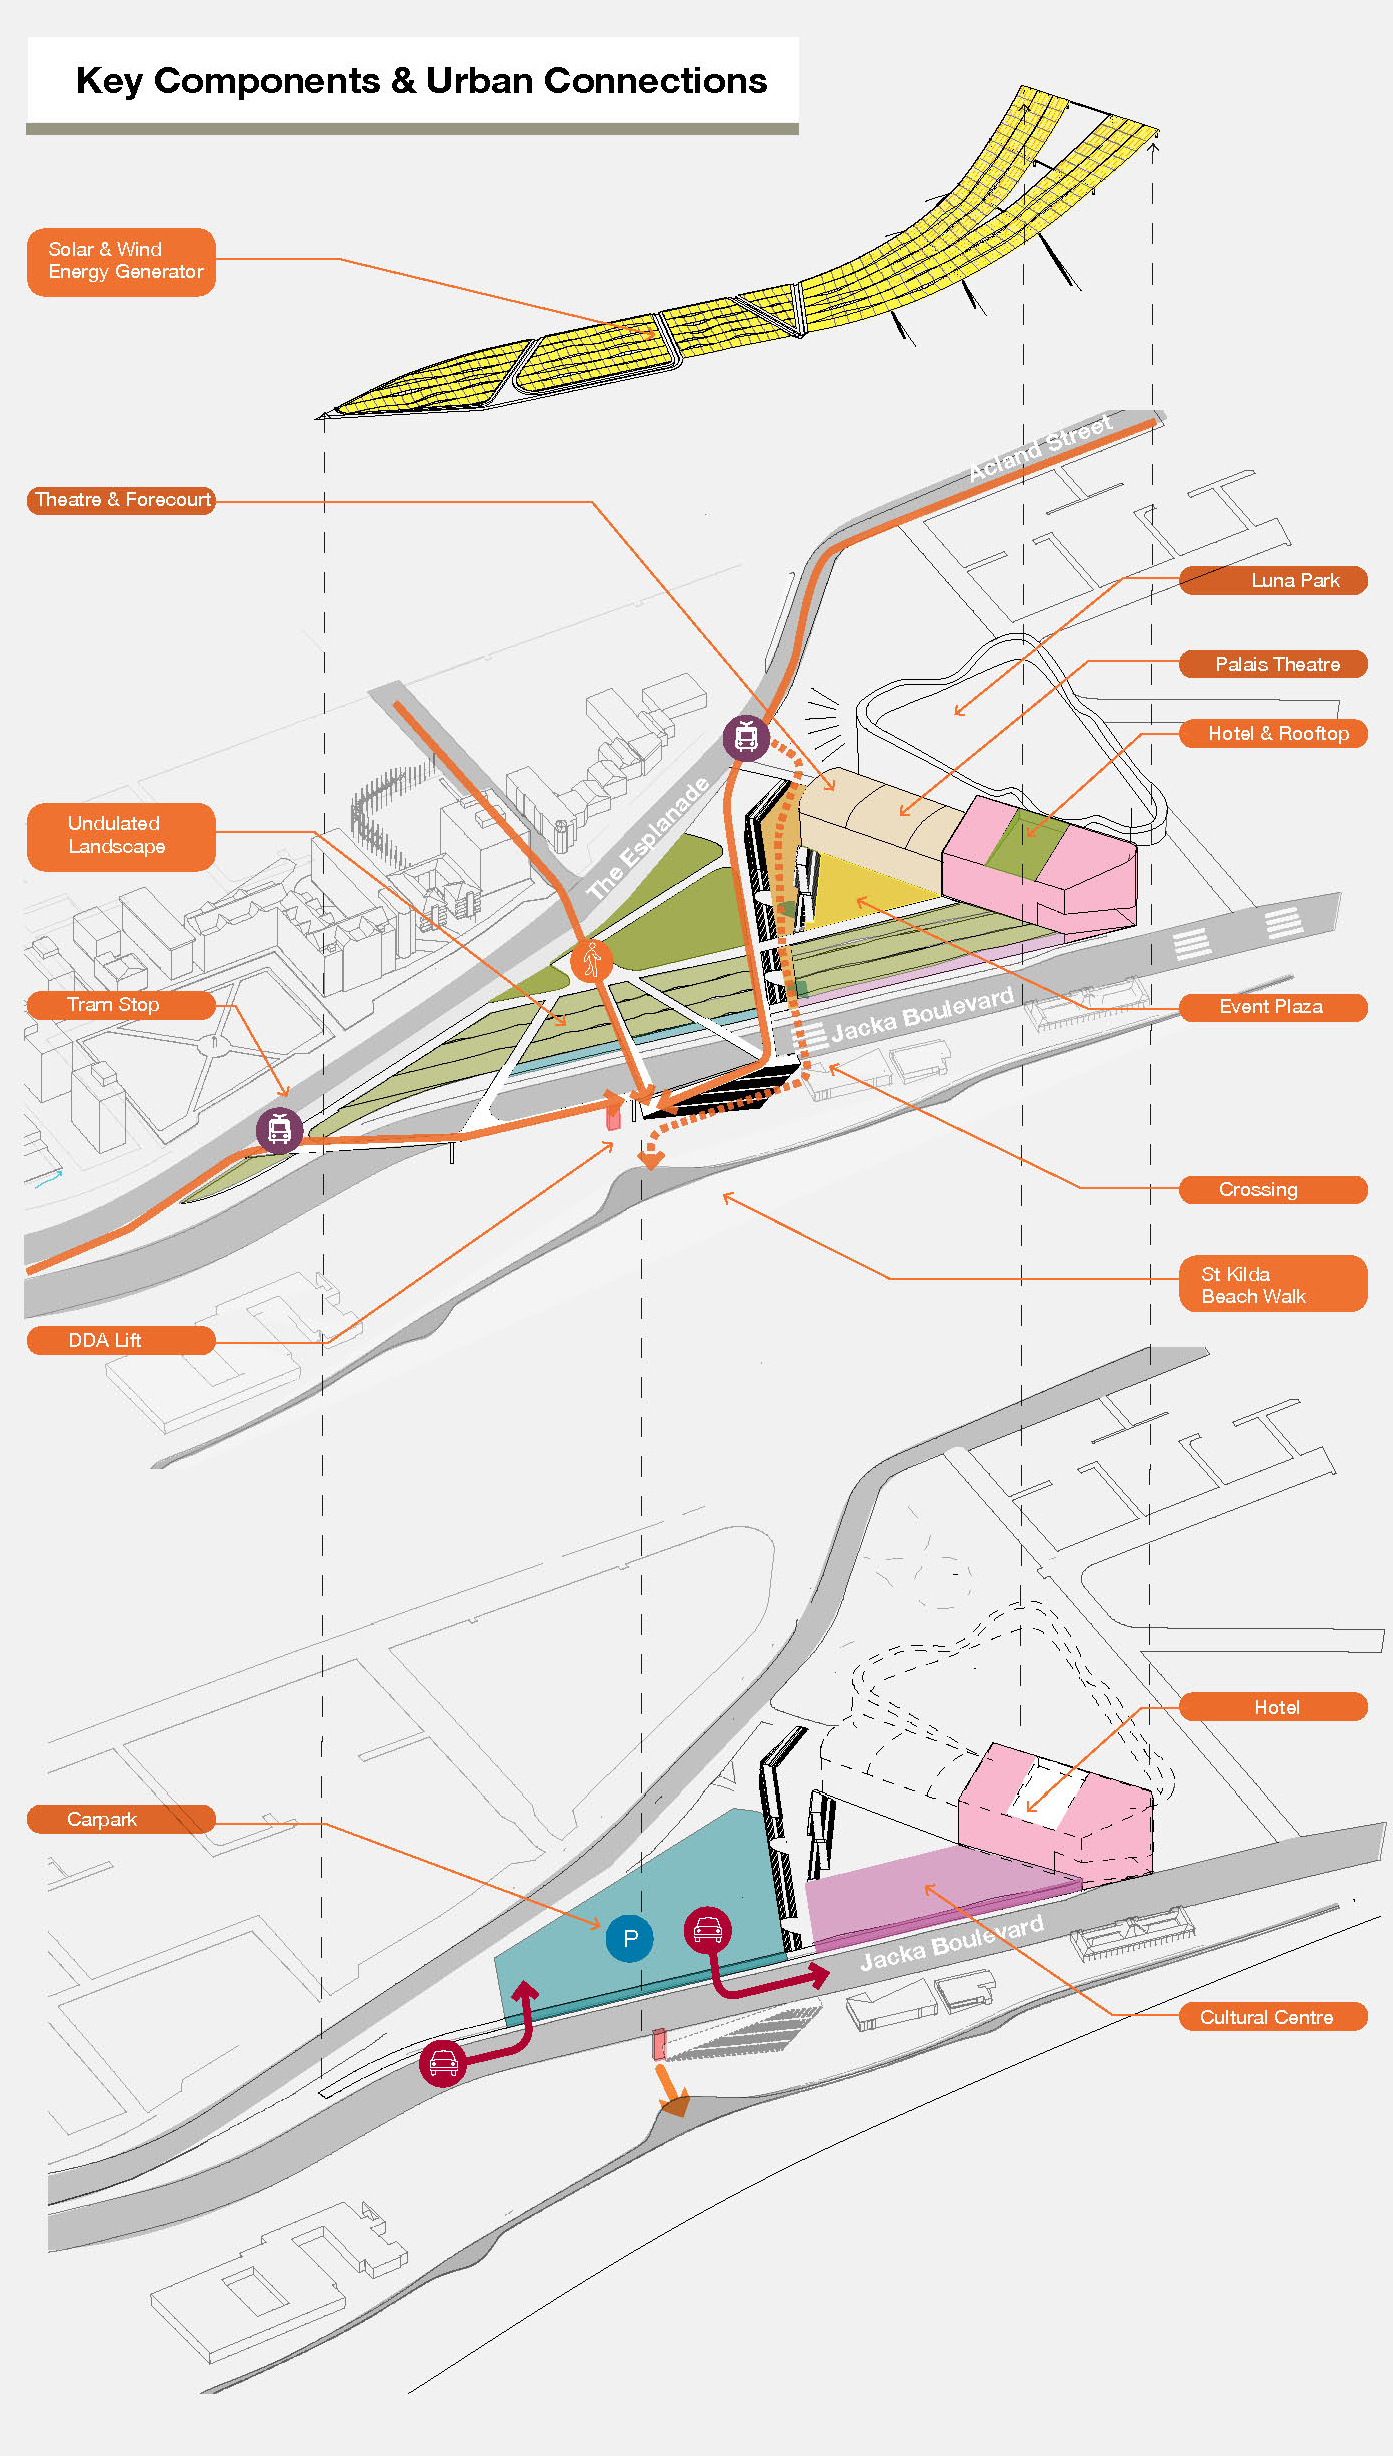 Key Components & Urban Connections
Solar & Wind
Energy Generator
Acland Street
Theatre & Forecourt
Luna Park
Palais Theatre
Hotel & Rooftop
The Esplanade
Undulated
Landscape
Tram Stop
Jacka Boulevard
Event Plaza
Crossing
St Kilda
Beach Walk
DDA Lift
Hotel
Carpark
P
Jacka Boulevard
Cultural Centre